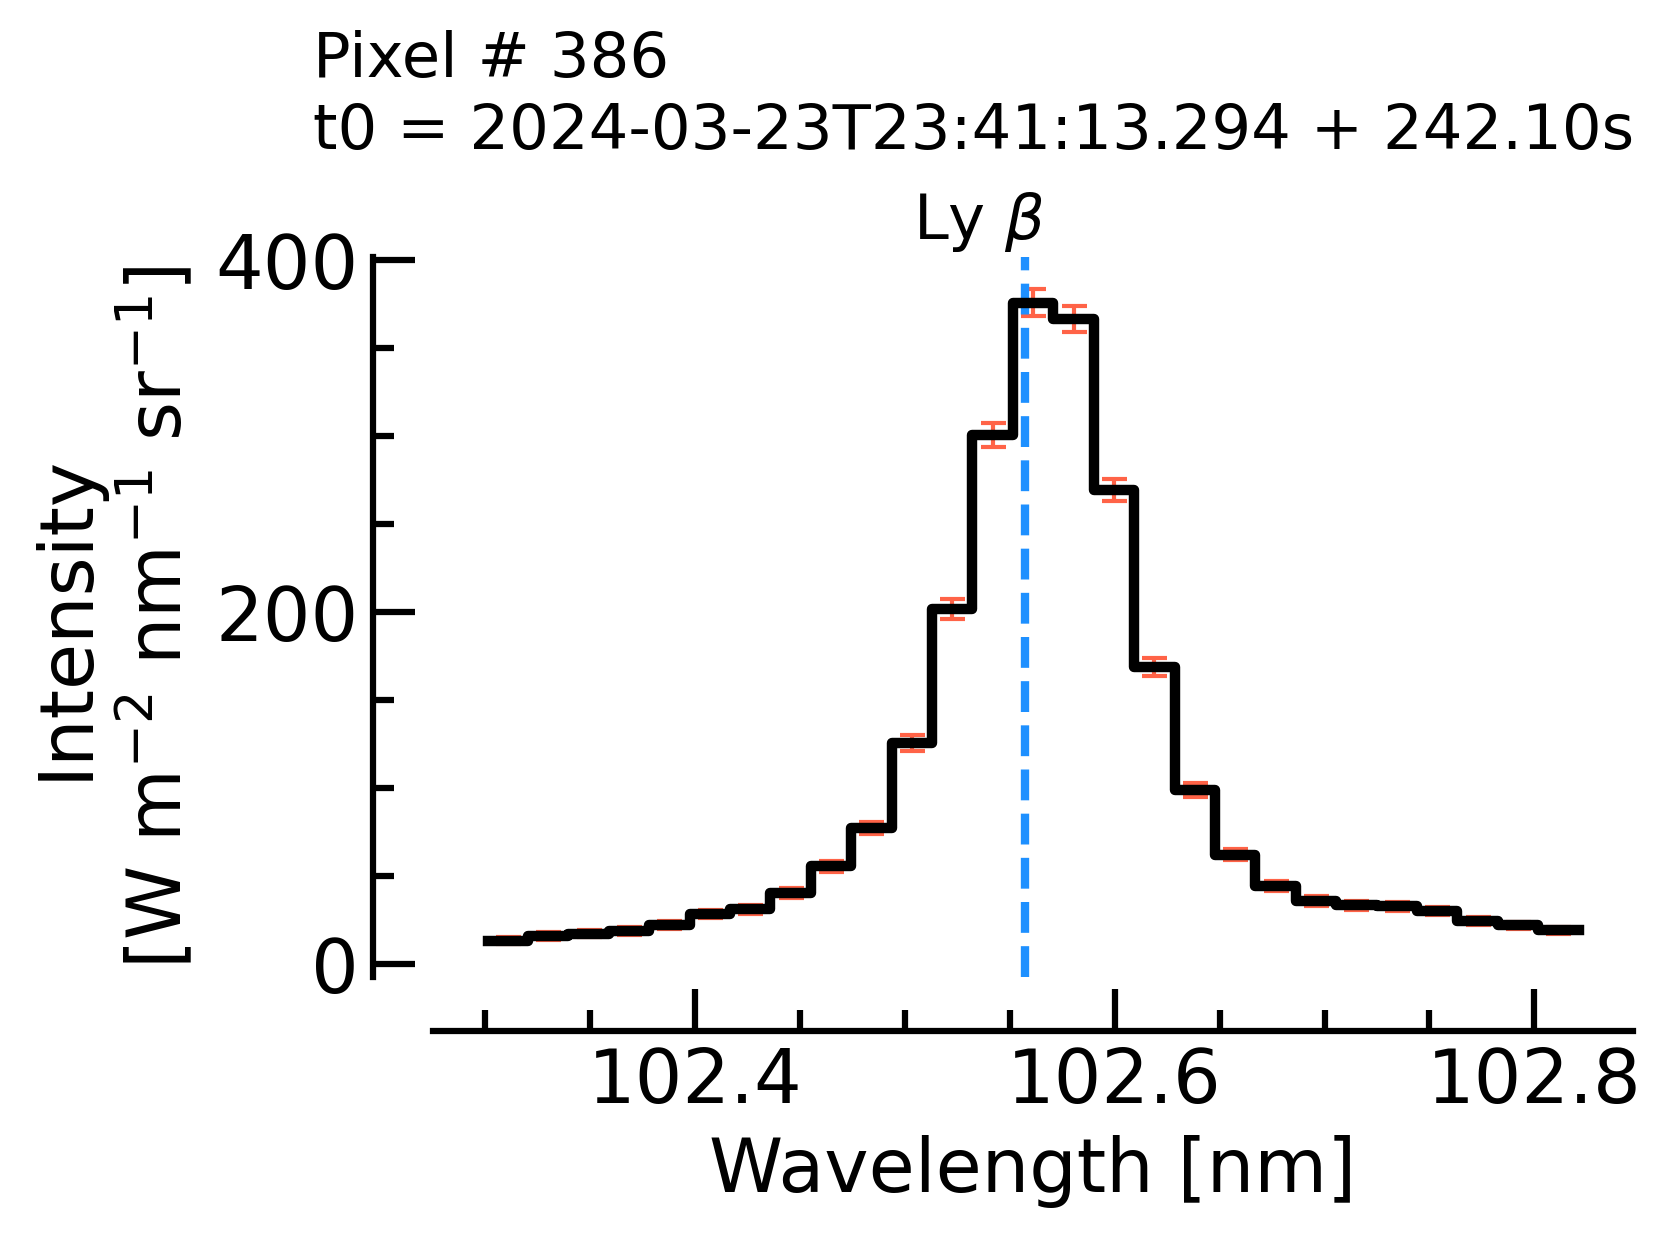 Pixel # 386
t0 = 2024-03-23T23:41:13.294 + 242.10s
Ly β
400
200
0
Intensity
[W m⁻² nm⁻¹ sr⁻¹]
102.4 102.6 102.8
Wavelength [nm]